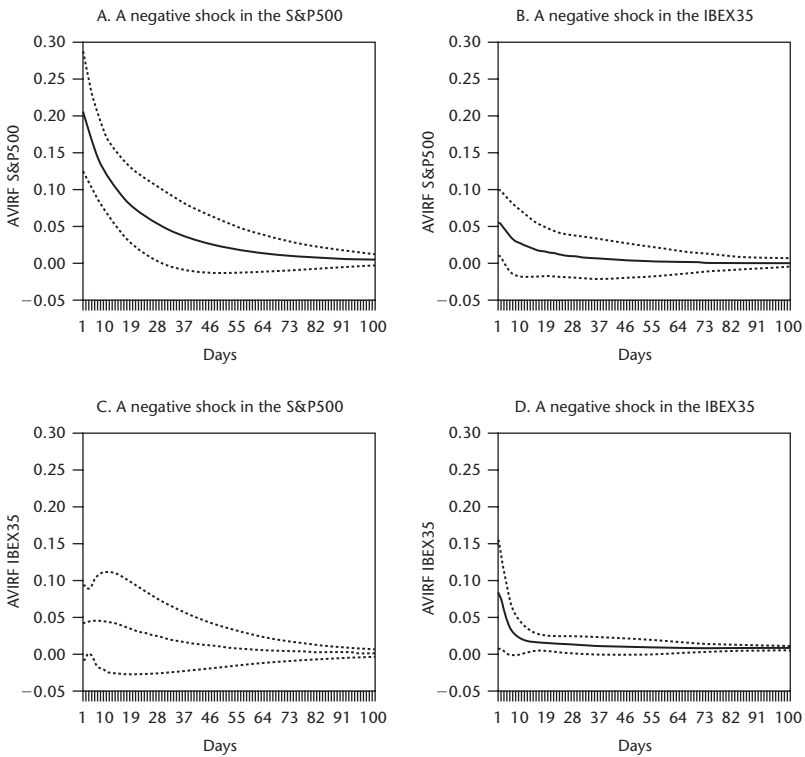 A. A negative shock in the S&P500
AVIRF S&P500
0.30
0.25
0.20
0.15
0.10
0.05
0.00
−0.05
1 10 19 28 37 46 55 64 73 82 91 100
Days
B. A negative shock in the IBEX35
AVIRF S&P500
0.30
0.25
0.20
0.15
0.10
0.05
0.00
−0.05
1 10 19 28 37 46 55 64 73 82 91 100
Days
C. A negative shock in the S&P500
AVIRF IBEX35
0.30
0.25
0.20
0.15
0.10
0.05
0.00
−0.05
1 10 19 28 37 46 55 64 73 82 91 100
Days
D. A negative shock in the IBEX35
AVIRF IBEX35
0.30
0.25
0.20
0.15
0.10
0.05
0.00
−0.05
1 10 19 28 37 46 55 64 73 82 91 100
Days